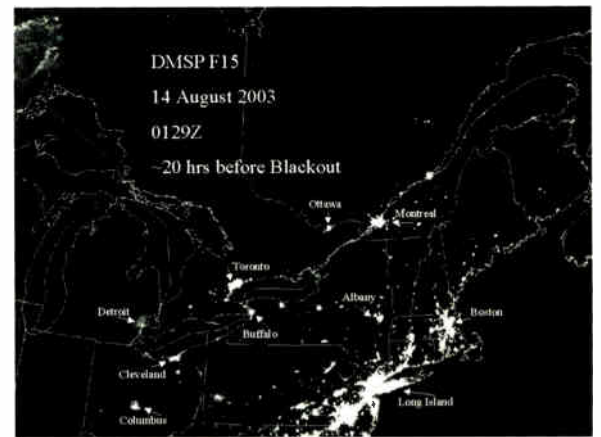 DMSP F15
14 August 2003
0129Z
~20 hrs before Blackout
Ottawa
Montreal
Toronto
Detroit
Albany
Boston
Buffalo
Cleveland
Long Island
Columbus